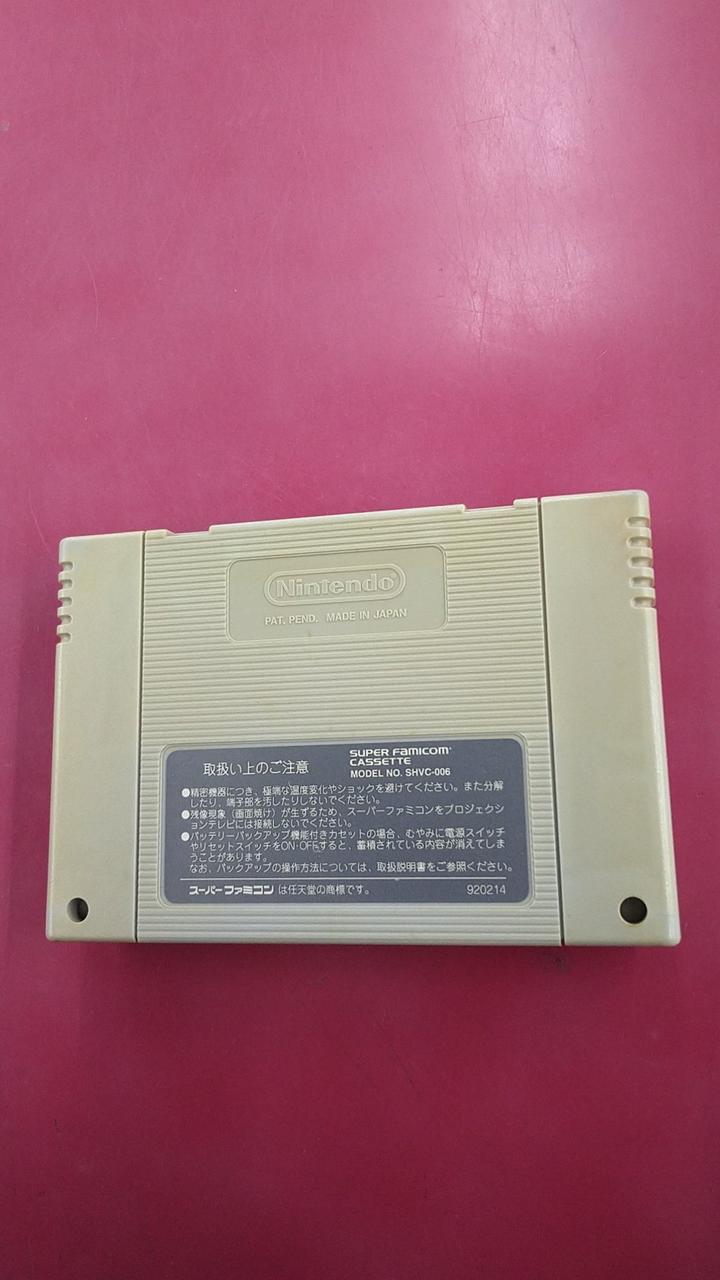 Nintendo
PAT. PEND. MADE IN JAPAN
取扱い上のご注意
SUPER FAMICOM
CASSETTE
MODEL NO. SHVC-006
●精密機器につき、極端な温度変化やショックを避けてください。また分解
したり、端子部を汚したりしないでください。
●残像現象（画面焼け）が生ずるため、スーパーファミコンをプロジェクシ
ョンテレビには接続しないでください。
●バッテリーバックアップ機能付きカセットの場合、むやみに電源スイッチ
やリセットスイッチをON・OFFすると、蓄積されている内容が消えてしま
うことがあります。
なお、バックアップの操作方法については、取扱説明書をご参照ください。
スーパーファミコン は任天堂の商標です。
920214